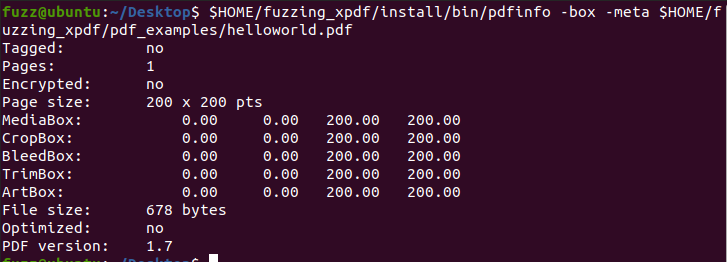 fuzz@ubuntu:~/Desktop$ $HOME/fuzzing_xpdf/install/bin/pdfinfo -box -meta $HOME/f
uzzing_xpdf/pdf_examples/helloworld.pdf
Tagged:         no
Pages:          1
Encrypted:      no
Page size:      200 x 200 pts
MediaBox:           0.00     0.00   200.00   200.00
CropBox:            0.00     0.00   200.00   200.00
BleedBox:           0.00     0.00   200.00   200.00
TrimBox:            0.00     0.00   200.00   200.00
ArtBox:             0.00     0.00   200.00   200.00
File size:      678 bytes
Optimized:      no
PDF version:    1.7
fuzz@ubuntu:~/Desktop$